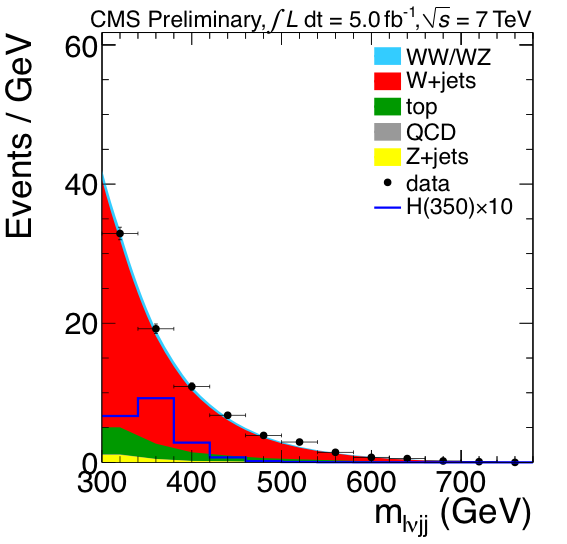 CMS Preliminary, ∫ L dt = 5.0 fb⁻¹, √s = 7 TeV
Events / GeV
60
40
20
0
WW/WZ
W+jets
top
QCD
Z+jets
data
H(350)×10
300 400 500 600 700
m_lνjj (GeV)